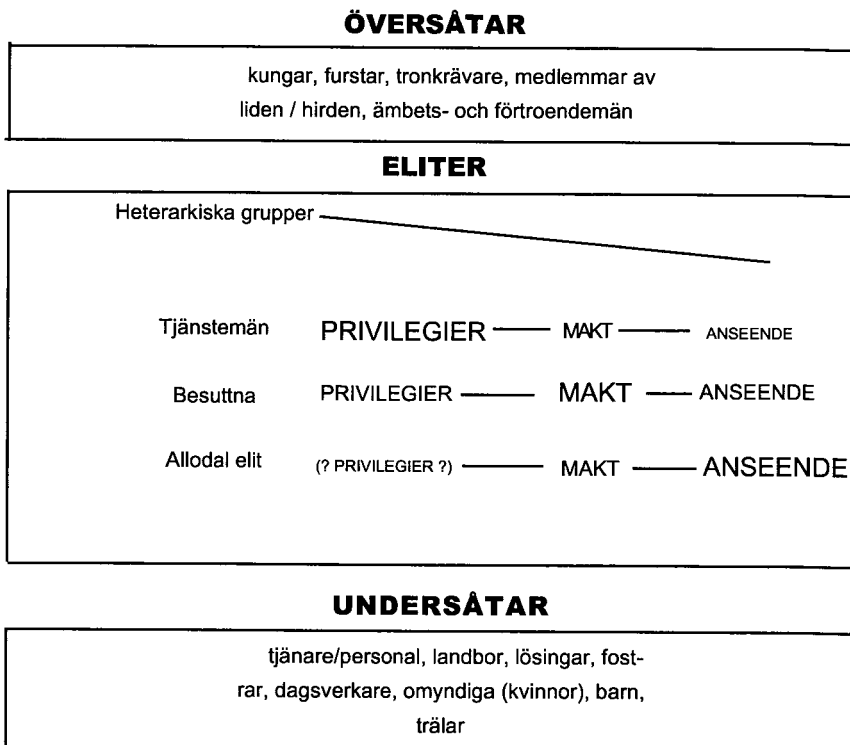 ÖVERSÅTAR
kungar, furstar, tronkrävare, medlemmar av
liden / hirden, ämbets- och förtroendemän
ELITER
Heterarkiska grupper
Tjänstemän PRIVILEGIER MAKT ANSEENDE
Besuttna PRIVILEGIER MAKT ANSEENDE
Allodal elit (? PRIVILEGIER ?) MAKT ANSEENDE
UNDERSÅTAR
tjänare/personal, landbor, lösingar, fost-
rar, dagsverkare, omyndiga (kvinnor), barn,
trälar